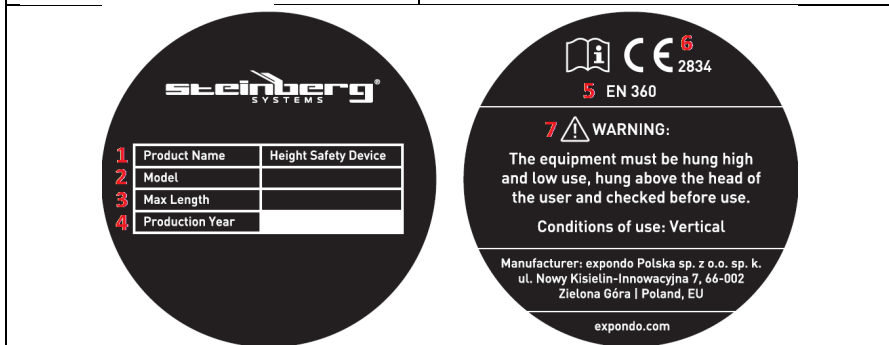 steinberg®
SYSTEMS
1 Product Name Height Safety Device
2 Model
3 Max Length
4 Production Year
6
CE 2834
5 EN 360
7 WARNING:
The equipment must be hung high
and low use, hung above the head of
the user and checked before use.
Conditions of use: Vertical
Manufacturer: expondo Polska sp. z o.o. sp. k.
ul. Nowy Kisielin-Innowacyjna 7, 66-002
Zielona Góra | Poland, EU
expondo.com